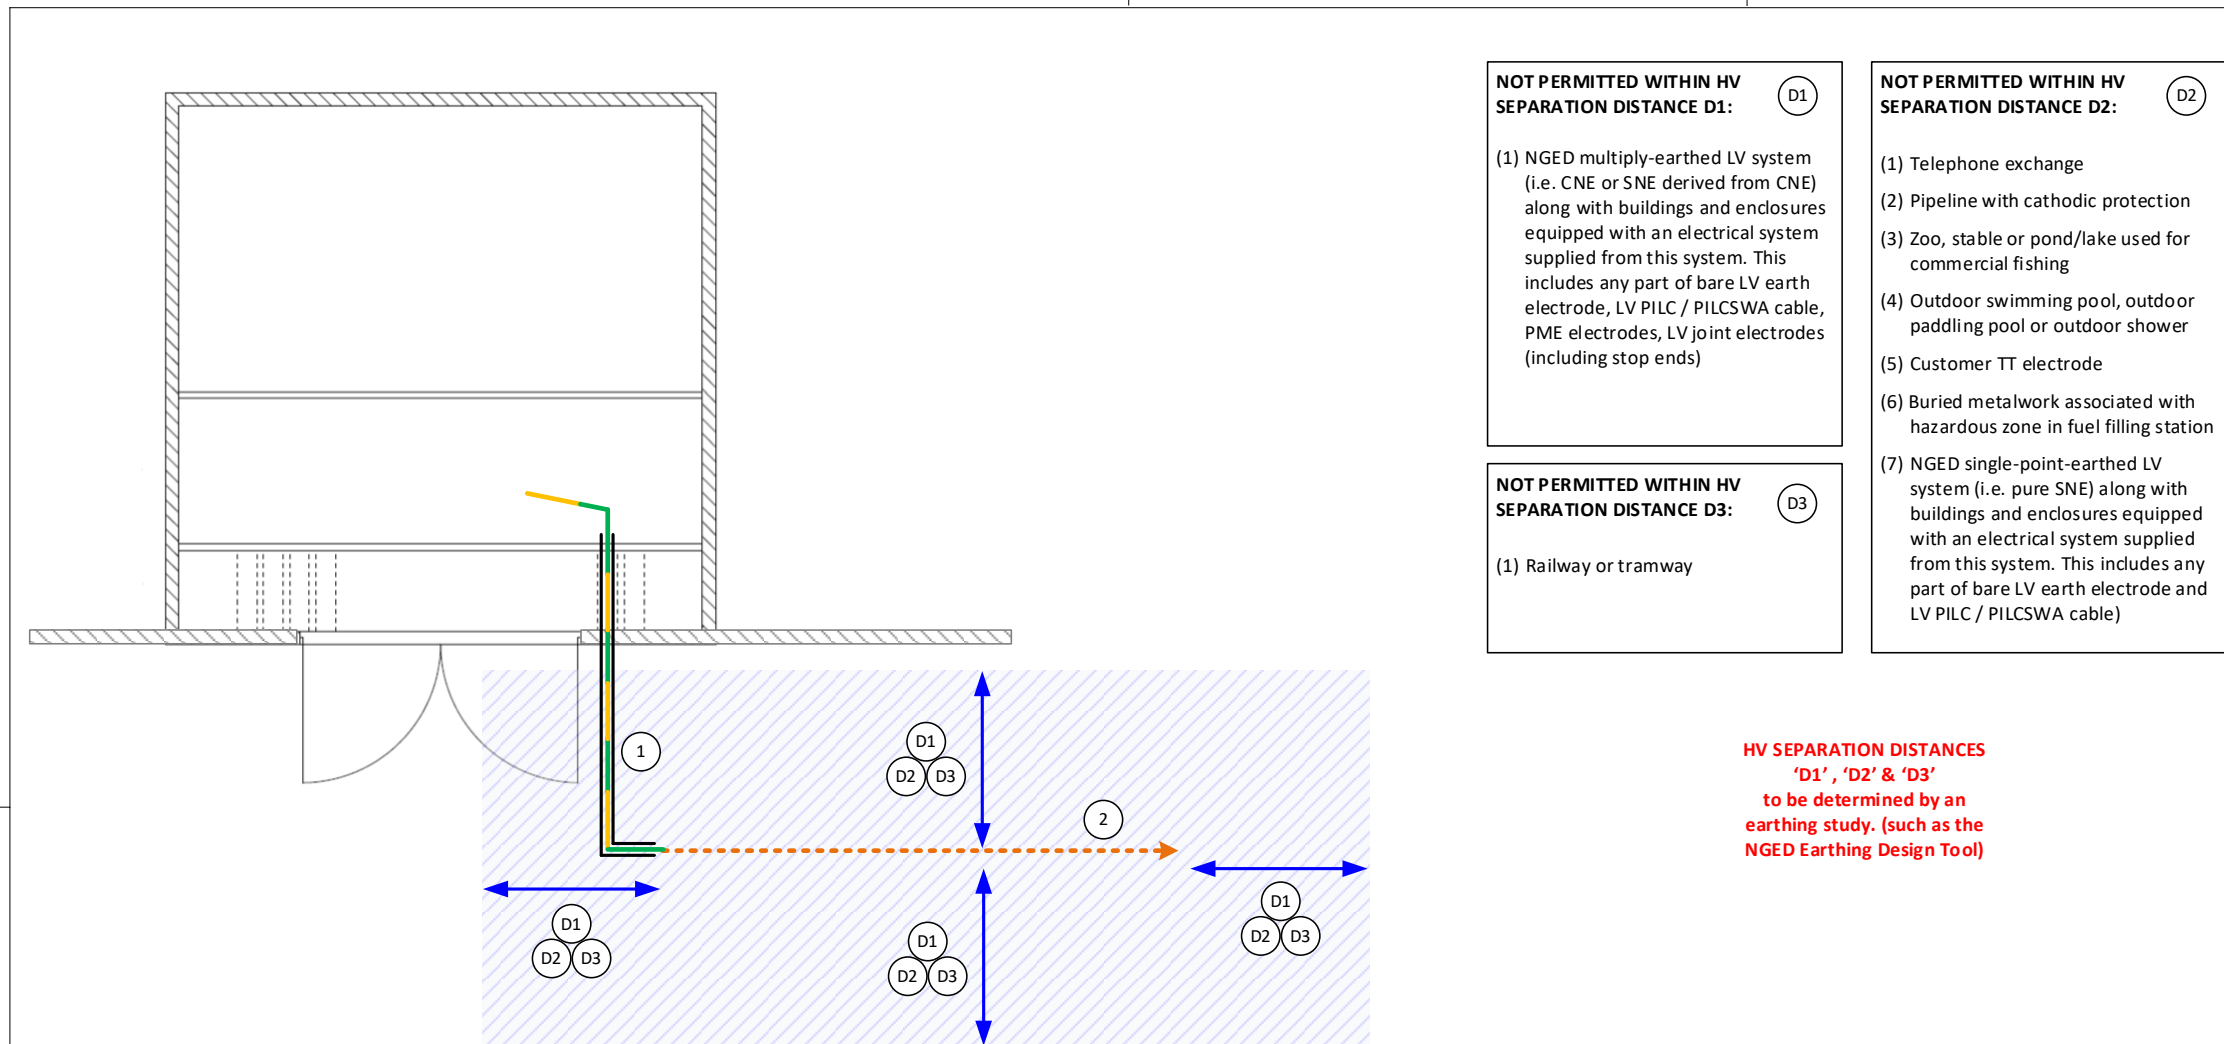 NOT PERMITTED WITHIN HV
SEPARATION DISTANCE D1:
D1
(1) NGED multiply-earthed LV system
(i.e. CNE or SNE derived from CNE)
along with buildings and enclosures
equipped with an electrical system
supplied from this system. This
includes any part of bare LV earth
electrode, LV PILC / PILCSWA cable,
PME electrodes, LV joint electrodes
(including stop ends)
NOT PERMITTED WITHIN HV
SEPARATION DISTANCE D2:
D2
(1) Telephone exchange
(2) Pipeline with cathodic protection
(3) Zoo, stable or pond/lake used for
commercial fishing
(4) Outdoor swimming pool, outdoor
paddling pool or outdoor shower
(5) Customer TT electrode
(6) Buried metalwork associated with
hazardous zone in fuel filling station
(7) NGED single-point-earthed LV
system (i.e. pure SNE) along with
buildings and enclosures equipped
with an electrical system supplied
from this system. This includes any
part of bare LV earth electrode and
LV PILC / PILCSWA cable)
NOT PERMITTED WITHIN HV
SEPARATION DISTANCE D3:
D3
(1) Railway or tramway
HV SEPARATION DISTANCES
‘D1’ , ‘D2’ & ‘D3’
to be determined by an
earthing study. (such as the
NGED Earthing Design Tool)
1
D1
D2 D3
2
D1
D2 D3
D1
D2 D3
D1
D2 D3